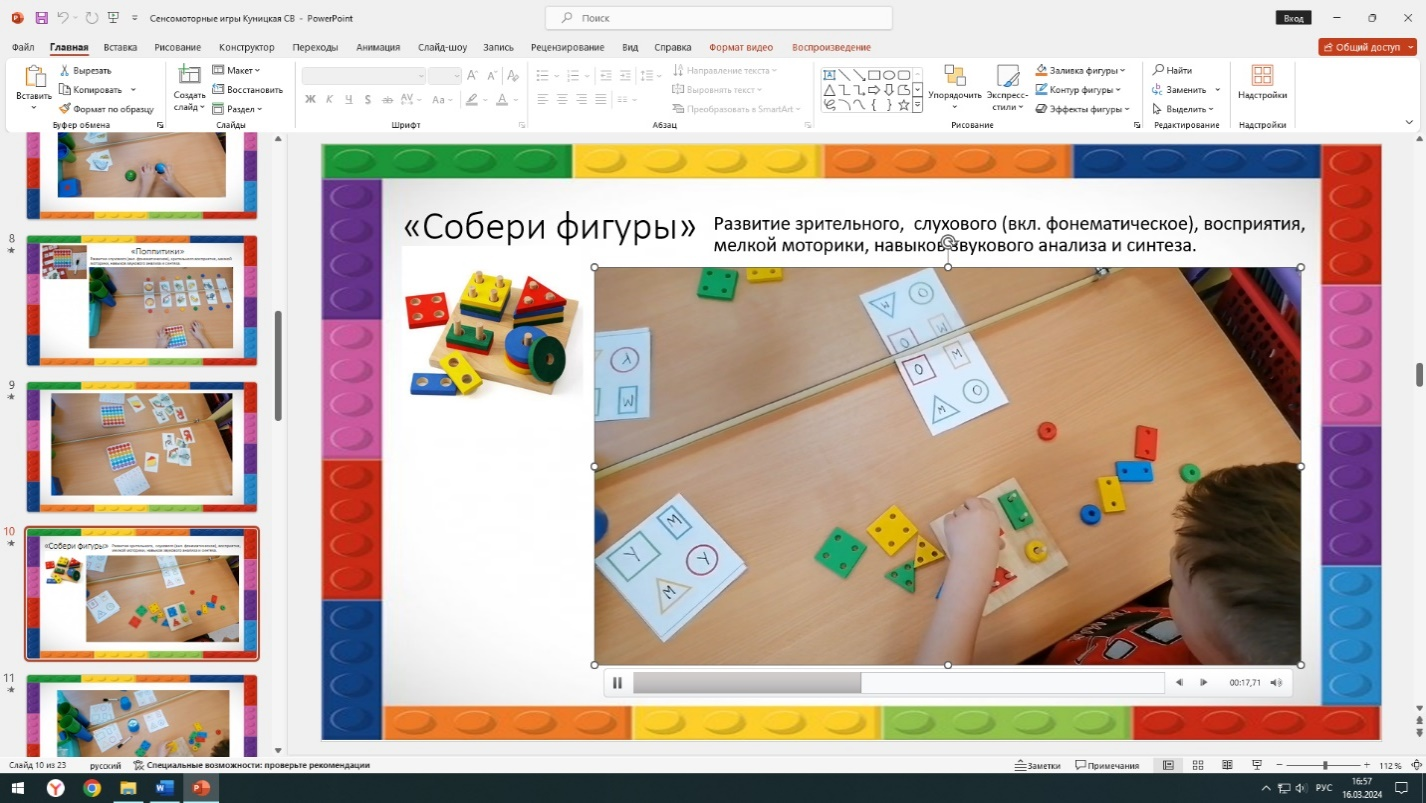 Сенсомоторные игры Куницкая СВ - PowerPoint
Поиск
Вход
Файл Главная Вставка Рисование Конструктор Переходы Анимация Слайд-шоу Запись Рецензирование Вид Справка Формат видео Воспроизведение
Общий доступ
Вставить
Вырезать
Копировать
Формат по образцу
Буфер обмена
Создать слайд
Макет
Восстановить
Раздел
Слайды
Ж К Ч S ab AV Aa A
Шрифт
Направление текста
Выровнять текст
Преобразовать в SmartArt
Абзац
Упорядочить
Экспресс-стили
Заливка фигуры
Контур фигуры
Эффекты фигуры
Рисование
Найти
Заменить
Выделить
Редактирование
Надстройки
Надстройки
8
9
10
«Собери фигуры»
11
«Собери фигуры»
Развитие зрительного, слухового (вкл. фонематическое), восприятия,
мелкой моторики, навыков звукового анализа и синтеза.
У
W
О
W
О
М
О
М
О
М
У
М
У
М
00:17,71
Слайд 10 из 23
русский
Специальные возможности: проверьте рекомендации
Заметки
Примечания
112 %
РУС
16:57
16.03.2024